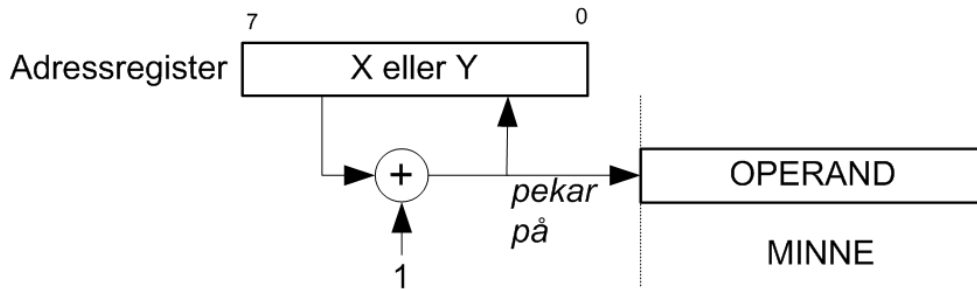 7 0
Adressregister X eller Y
+
OPERAND
pekar
på
MINNE
1